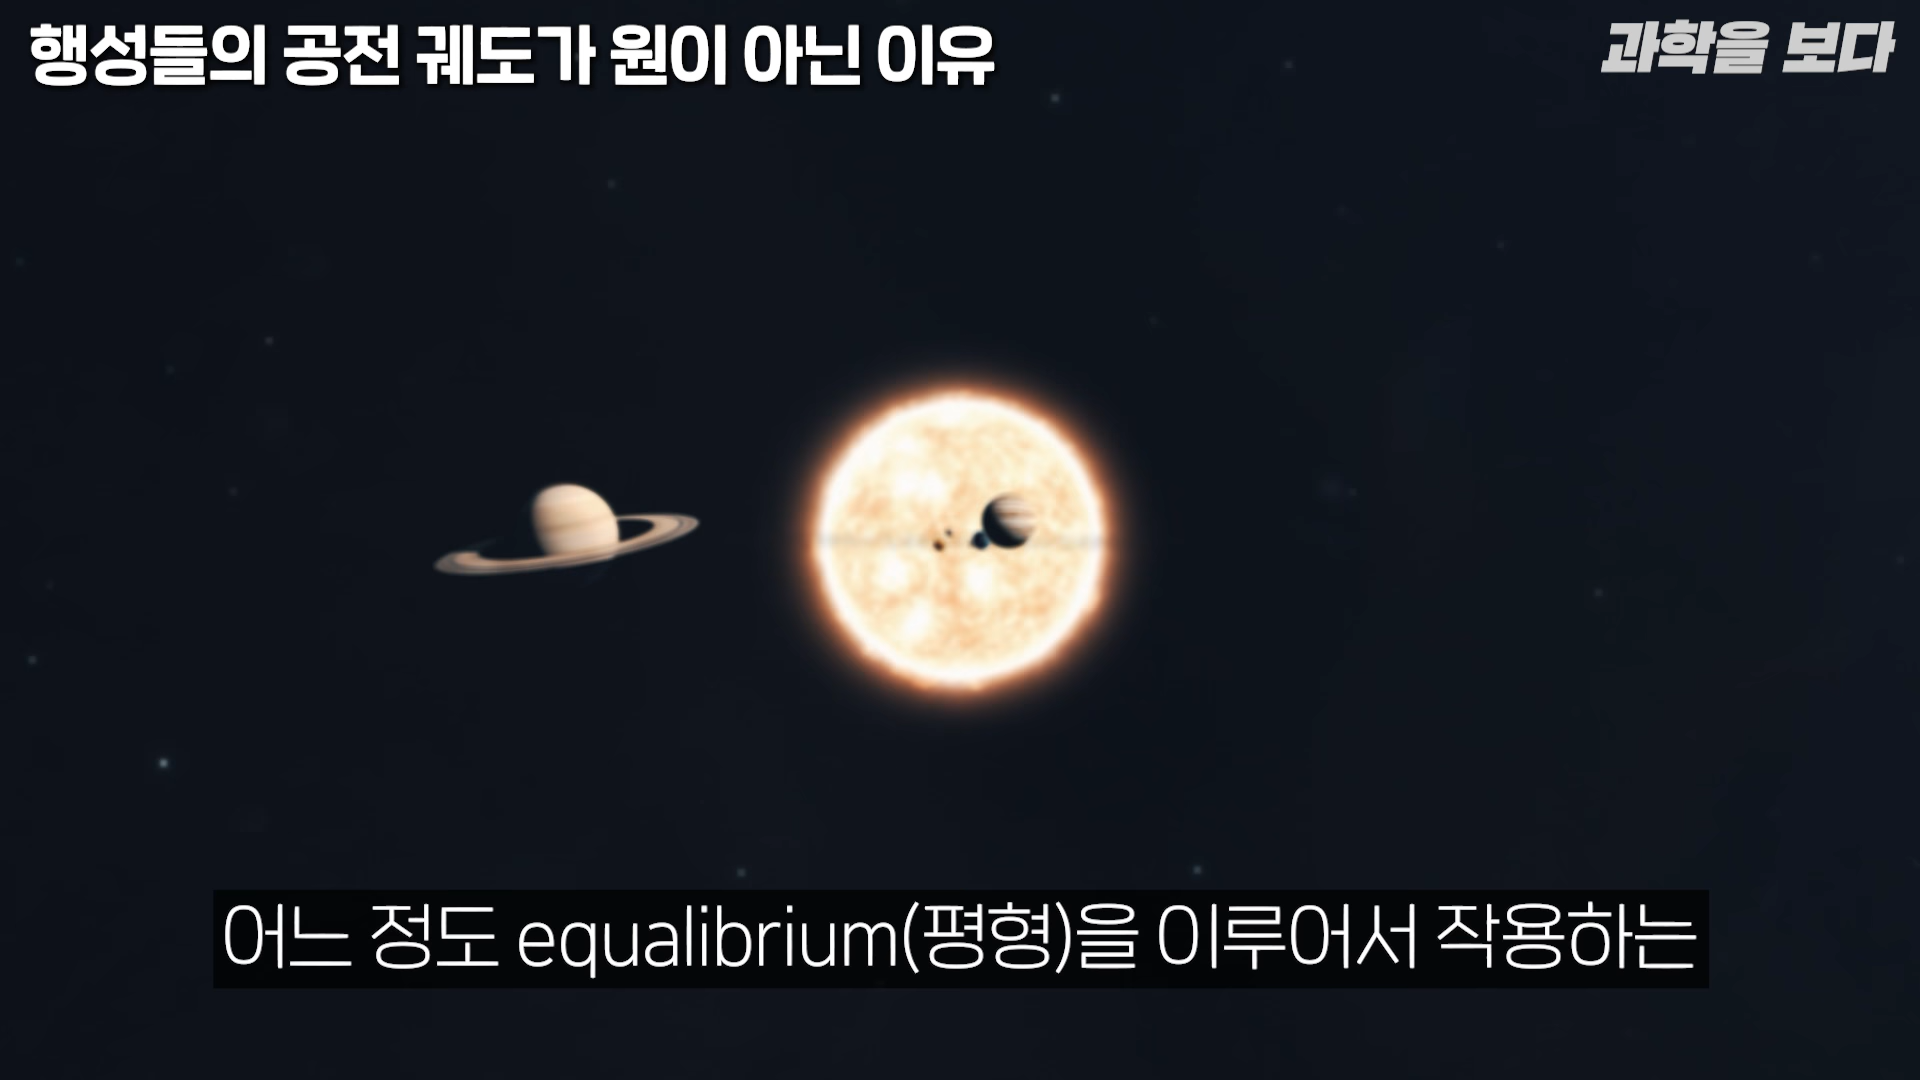 행성들의 공전 궤도가 원이 아닌 이유
과학을 보다
어느 정도 equalibrium(평형)을 이루어서 작용하는